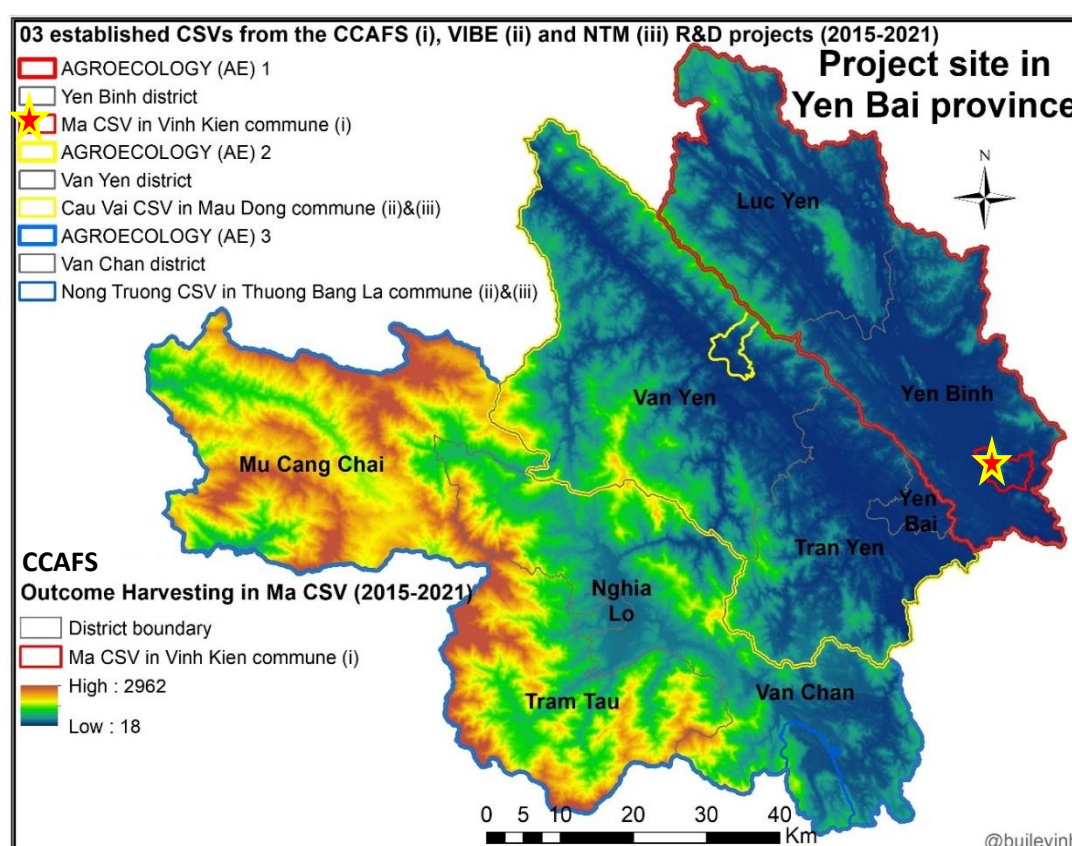 03 established CSVs from the CCAFS (i), VIBE (ii) and NTM (iii) R&D projects (2015-2021)
Project site in
Yen Bai province
AGROECOLOGY (AE) 1
Yen Binh district
Ma CSV in Vinh Kien commune (i)
AGROECOLOGY (AE) 2
Van Yen district
Cau Vai CSV in Mau Dong commune (ii)&(iii)
AGROECOLOGY (AE) 3
Van Chan district
Nong Truong CSV in Thuong Bang La commune (ii)&(iii)
N
Luc Yen
Yen Binh
Van Yen
Mu Cang Chai
Yen
Bai
Tran Yen
Nghia
Lo
Van Chan
Tram Tau
CCAFS
Outcome Harvesting in Ma CSV (2015-2021)
District boundary
Ma CSV in Vinh Kien commune (i)
High : 2962
Low : 18
0 5 10 20 30 40
Km
@builevinh